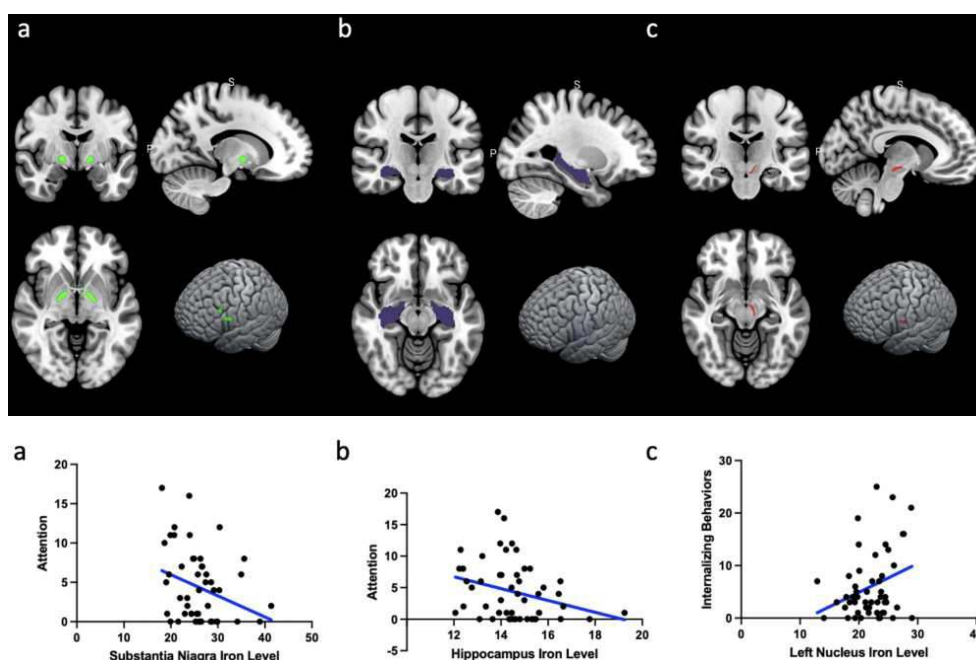 a
b
c
S
S
S
P
P
P
a
20
15
10
5
0
Attention
0
10
20
30
40
50
Substantia Niagra Iron Level
b
20
15
10
5
0
-5
Attention
10
12
14
16
18
20
Hippocampus Iron Level
c
30
20
10
0
Internalizing Behaviors
0
10
20
30
Left Nucleus Iron Level